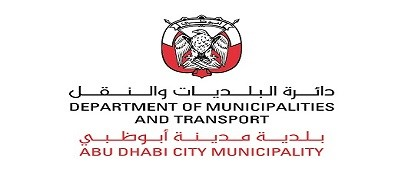 دائرة البلديات والنقل
DEPARTMENT OF MUNICIPALITIES
AND TRANSPORT
بلدية مدينة أبوظبي
ABU DHABI CITY MUNICIPALITY